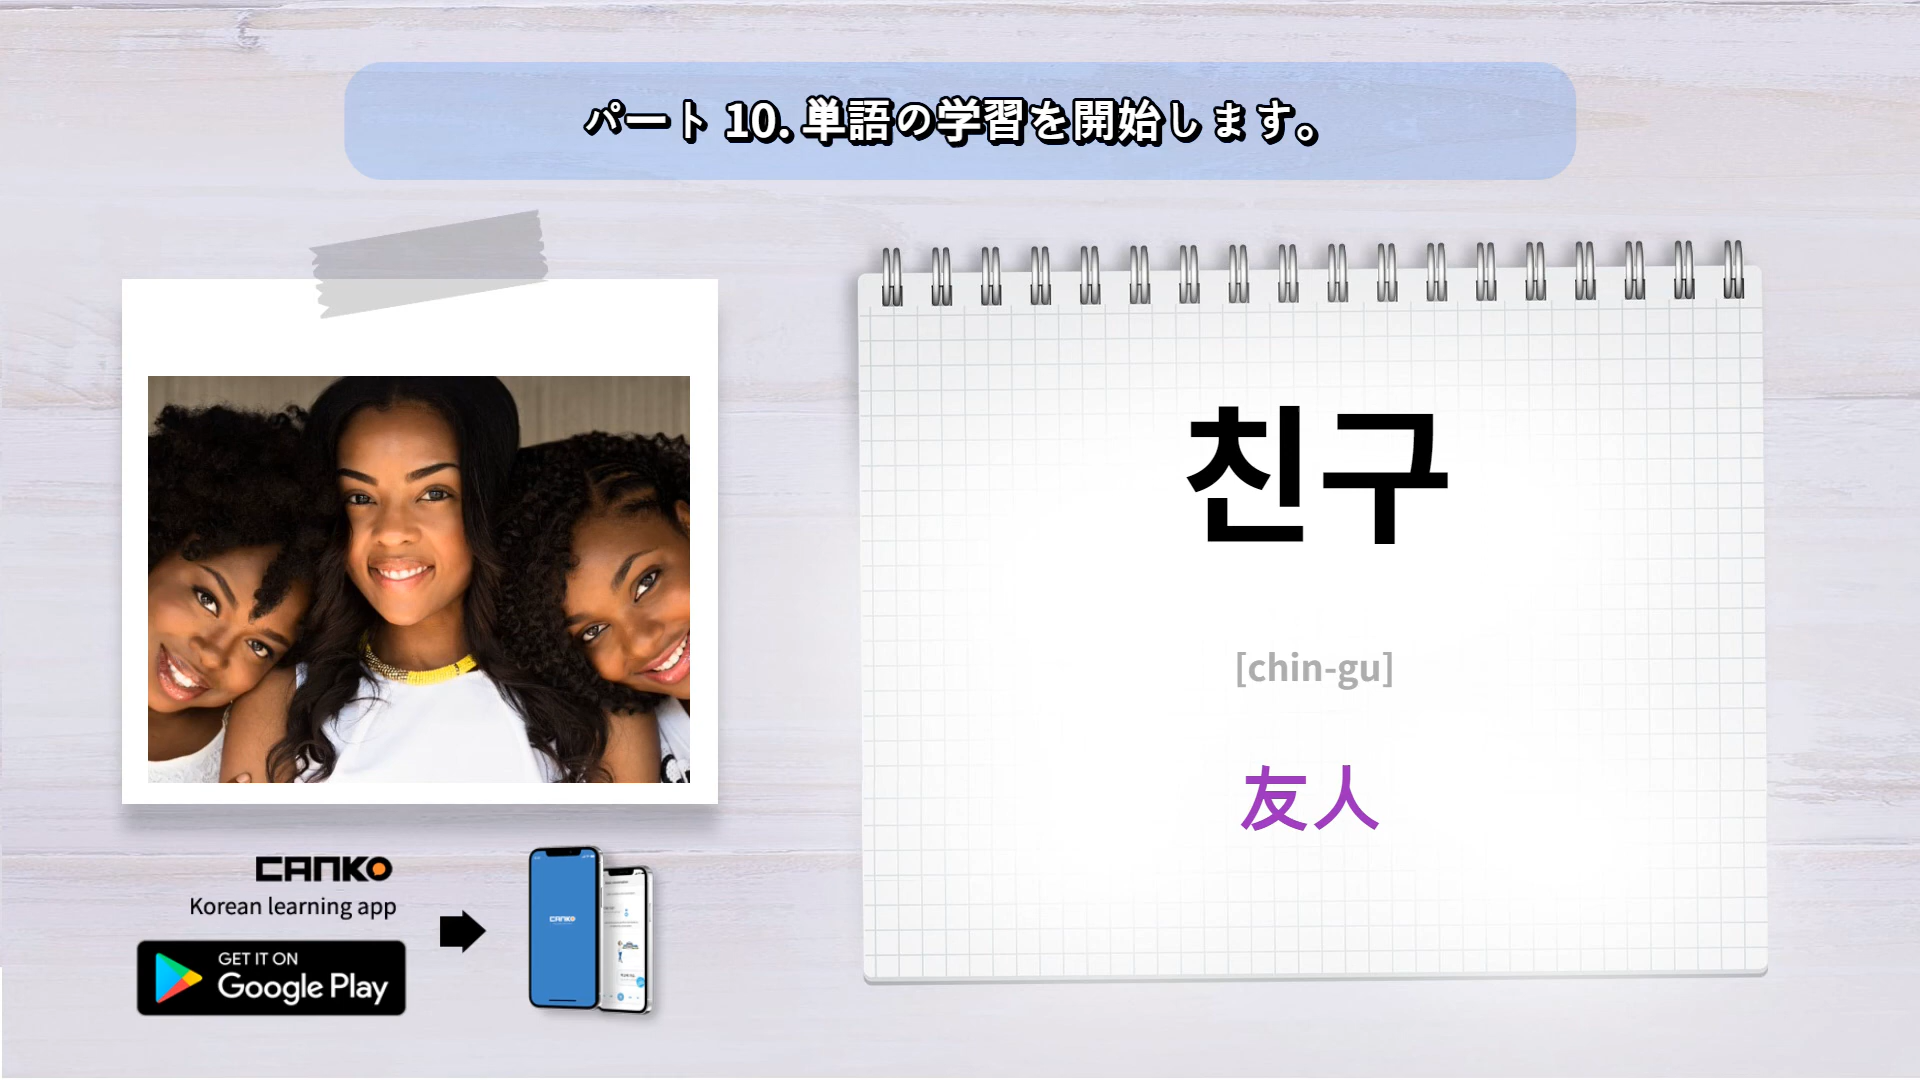 パート 10. 単語の学習を開始します。
친구
[chin-gu]
友人
CANKO
Korean learning app
GET IT ON
Google Play
CANKO